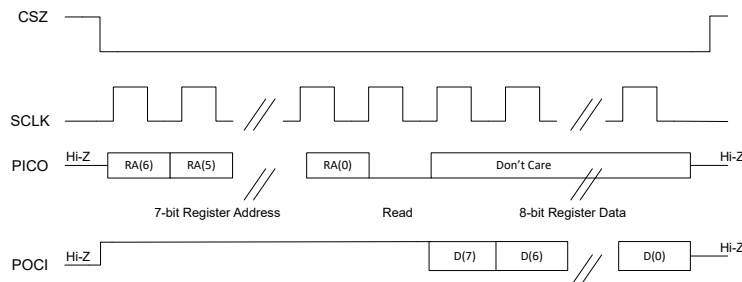 CSZ
SCLK
Hi-Z
Hi-Z
PICO
RA(6)
RA(5)
RA(0)
Don't Care
7-bit Register Address
Read
8-bit Register Data
Hi-Z
Hi-Z
POCI
D(7)
D(6)
D(0)